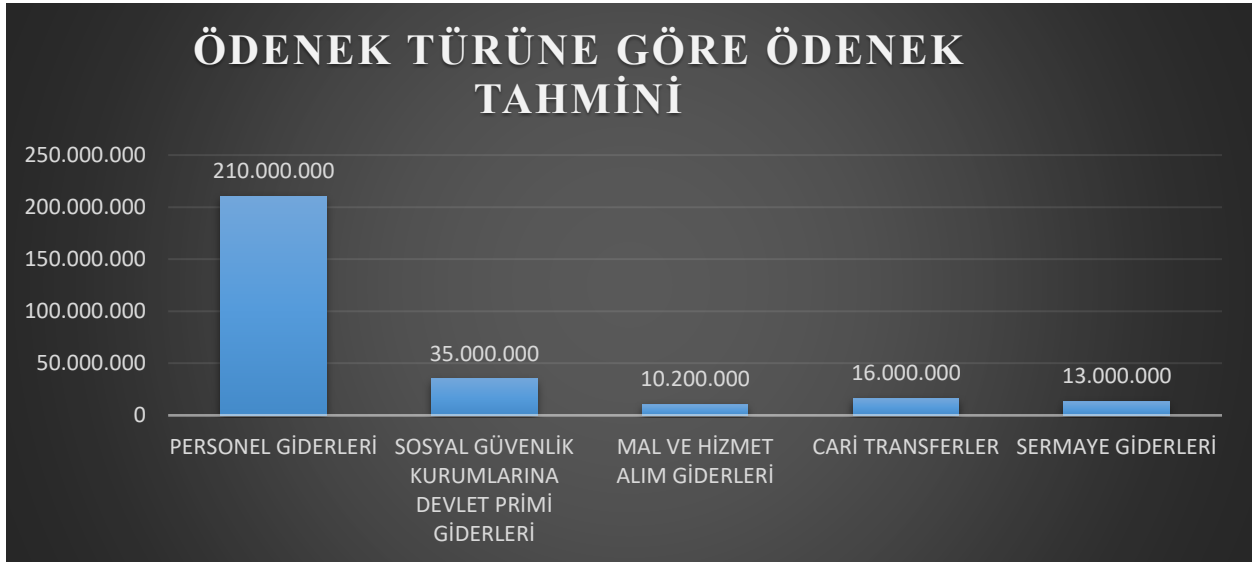 ÖDENEK TÜRÜNE GÖRE ÖDENEK
TAHMİNİ
250.000.000
200.000.000
150.000.000
100.000.000
50.000.000
0
210.000.000
35.000.000
10.200.000
16.000.000
13.000.000
PERSONEL GİDERLERİ
SOSYAL GÜVENLİK
KURUMLARINA
DEVLET PRİMİ
GİDERLERİ
MAL VE HİZMET
ALIM GİDERLERİ
CARİ TRANSFERLER
SERMAYE GİDERLERİ